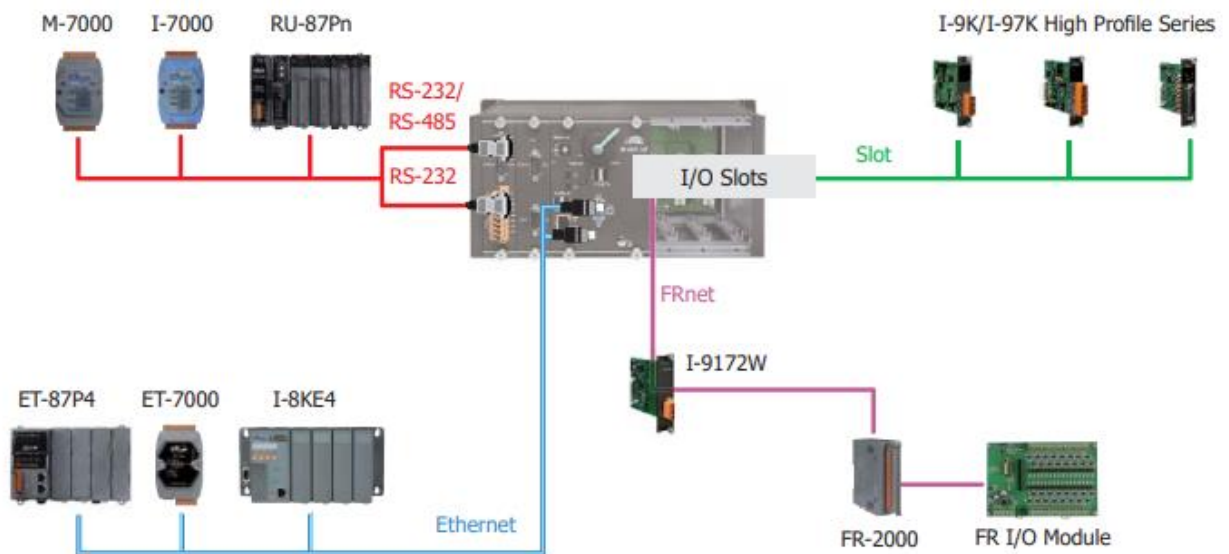 M-7000
I-7000
RU-87Pn
I-9K/I-97K High Profile Series
RS-232/
RS-485
RS-232
I/O Slots
Slot
FRnet
I-9172W
ET-87P4
ET-7000
I-8KE4
Ethernet
FR-2000
FR I/O Module